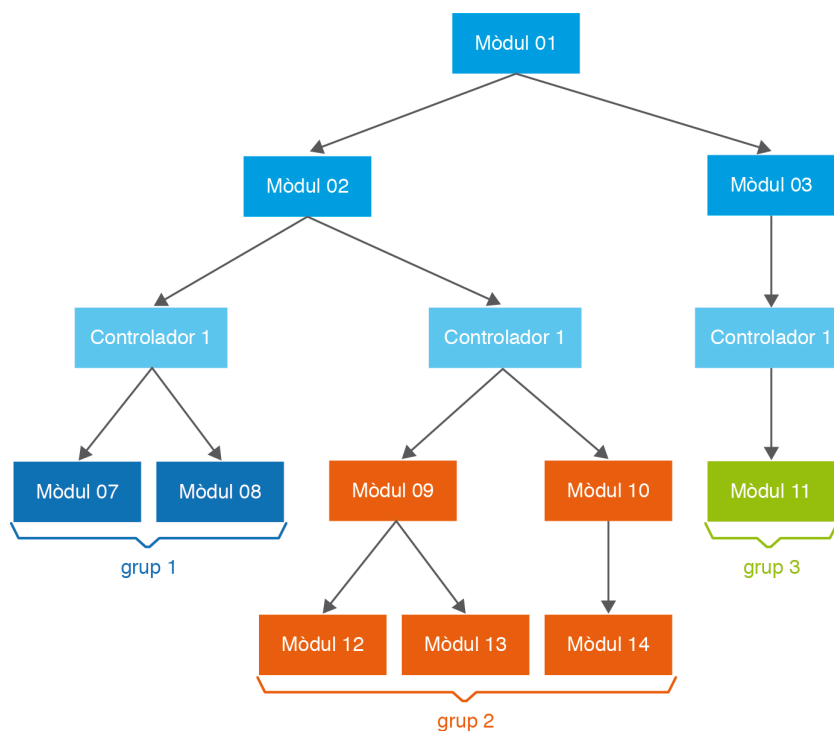 Mòdul 01
Mòdul 02
Mòdul 03
Controlador 1
Controlador 1
Controlador 1
Mòdul 07
Mòdul 08
Mòdul 09
Mòdul 10
Mòdul 11
grup 1
grup 3
Mòdul 12
Mòdul 13
Mòdul 14
grup 2